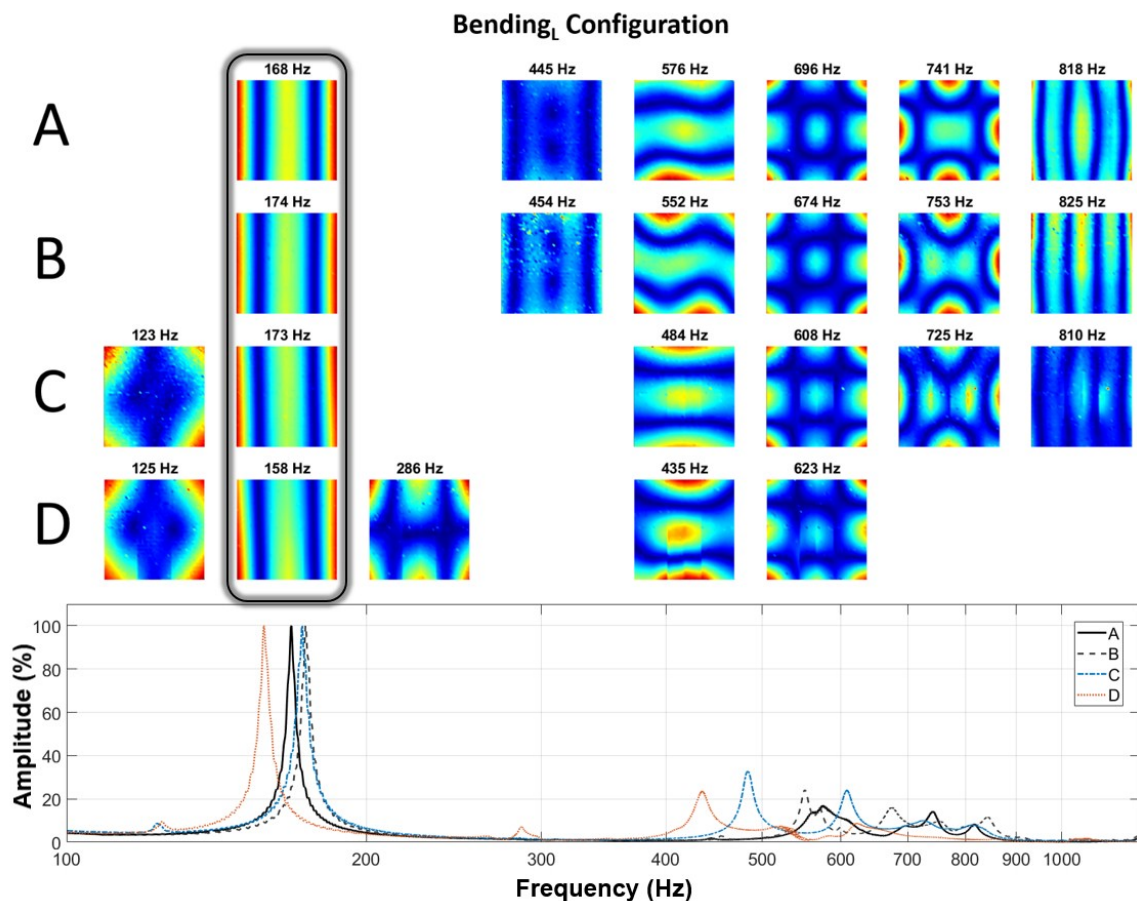 Bending_L Configuration
168 Hz 445 Hz 576 Hz 696 Hz 741 Hz 818 Hz
A
174 Hz 454 Hz 552 Hz 674 Hz 753 Hz 825 Hz
B
123 Hz 173 Hz 484 Hz 608 Hz 725 Hz 810 Hz
C
125 Hz 158 Hz 286 Hz 435 Hz 623 Hz
D
Amplitude (%)
100
80
60
40
20
0
A
B
C
D
100 200 300 400 500 600 700 800 900 1000
Frequency (Hz)